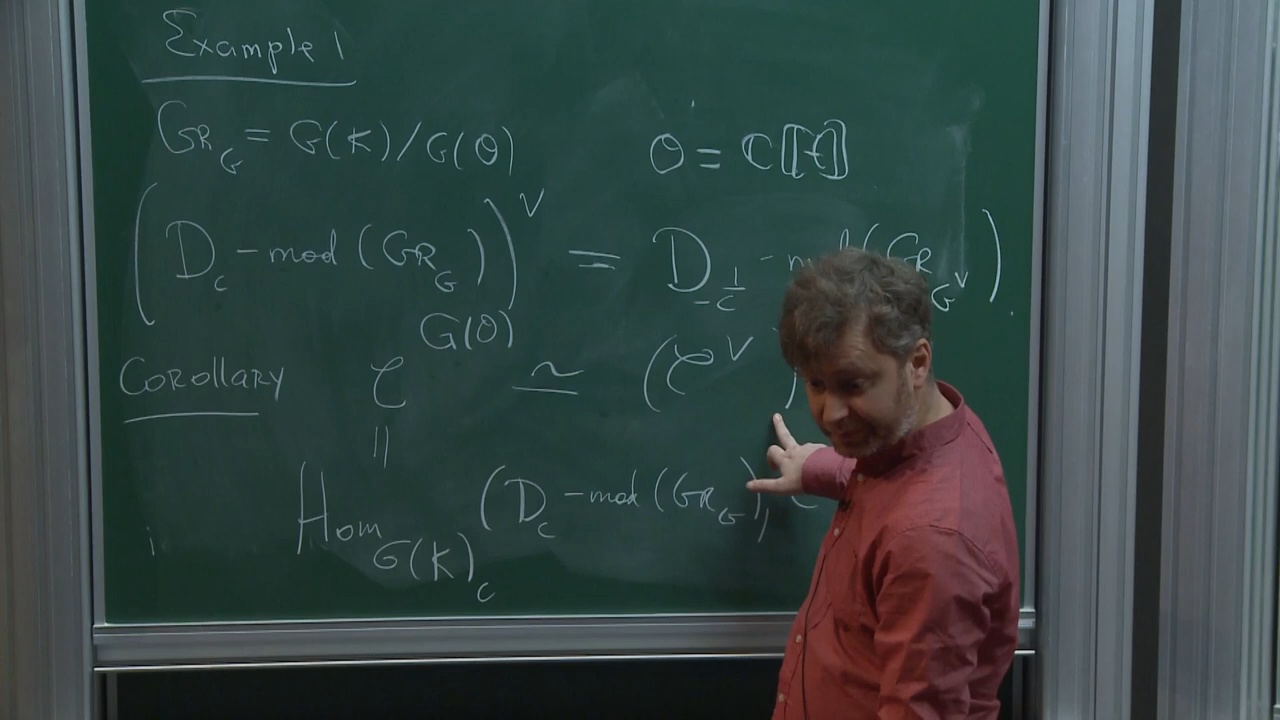 Example 1
Gr_G = G(K)/G(O) O = C[[t]]
(D_c -mod (Gr_G))^V = D_{-1/c} -mod (Gr_{G^V})
Corollary C^{G(O)} ≃ (C^V )
||
Hom_{G(K)_c} (D_c -mod (Gr_G),